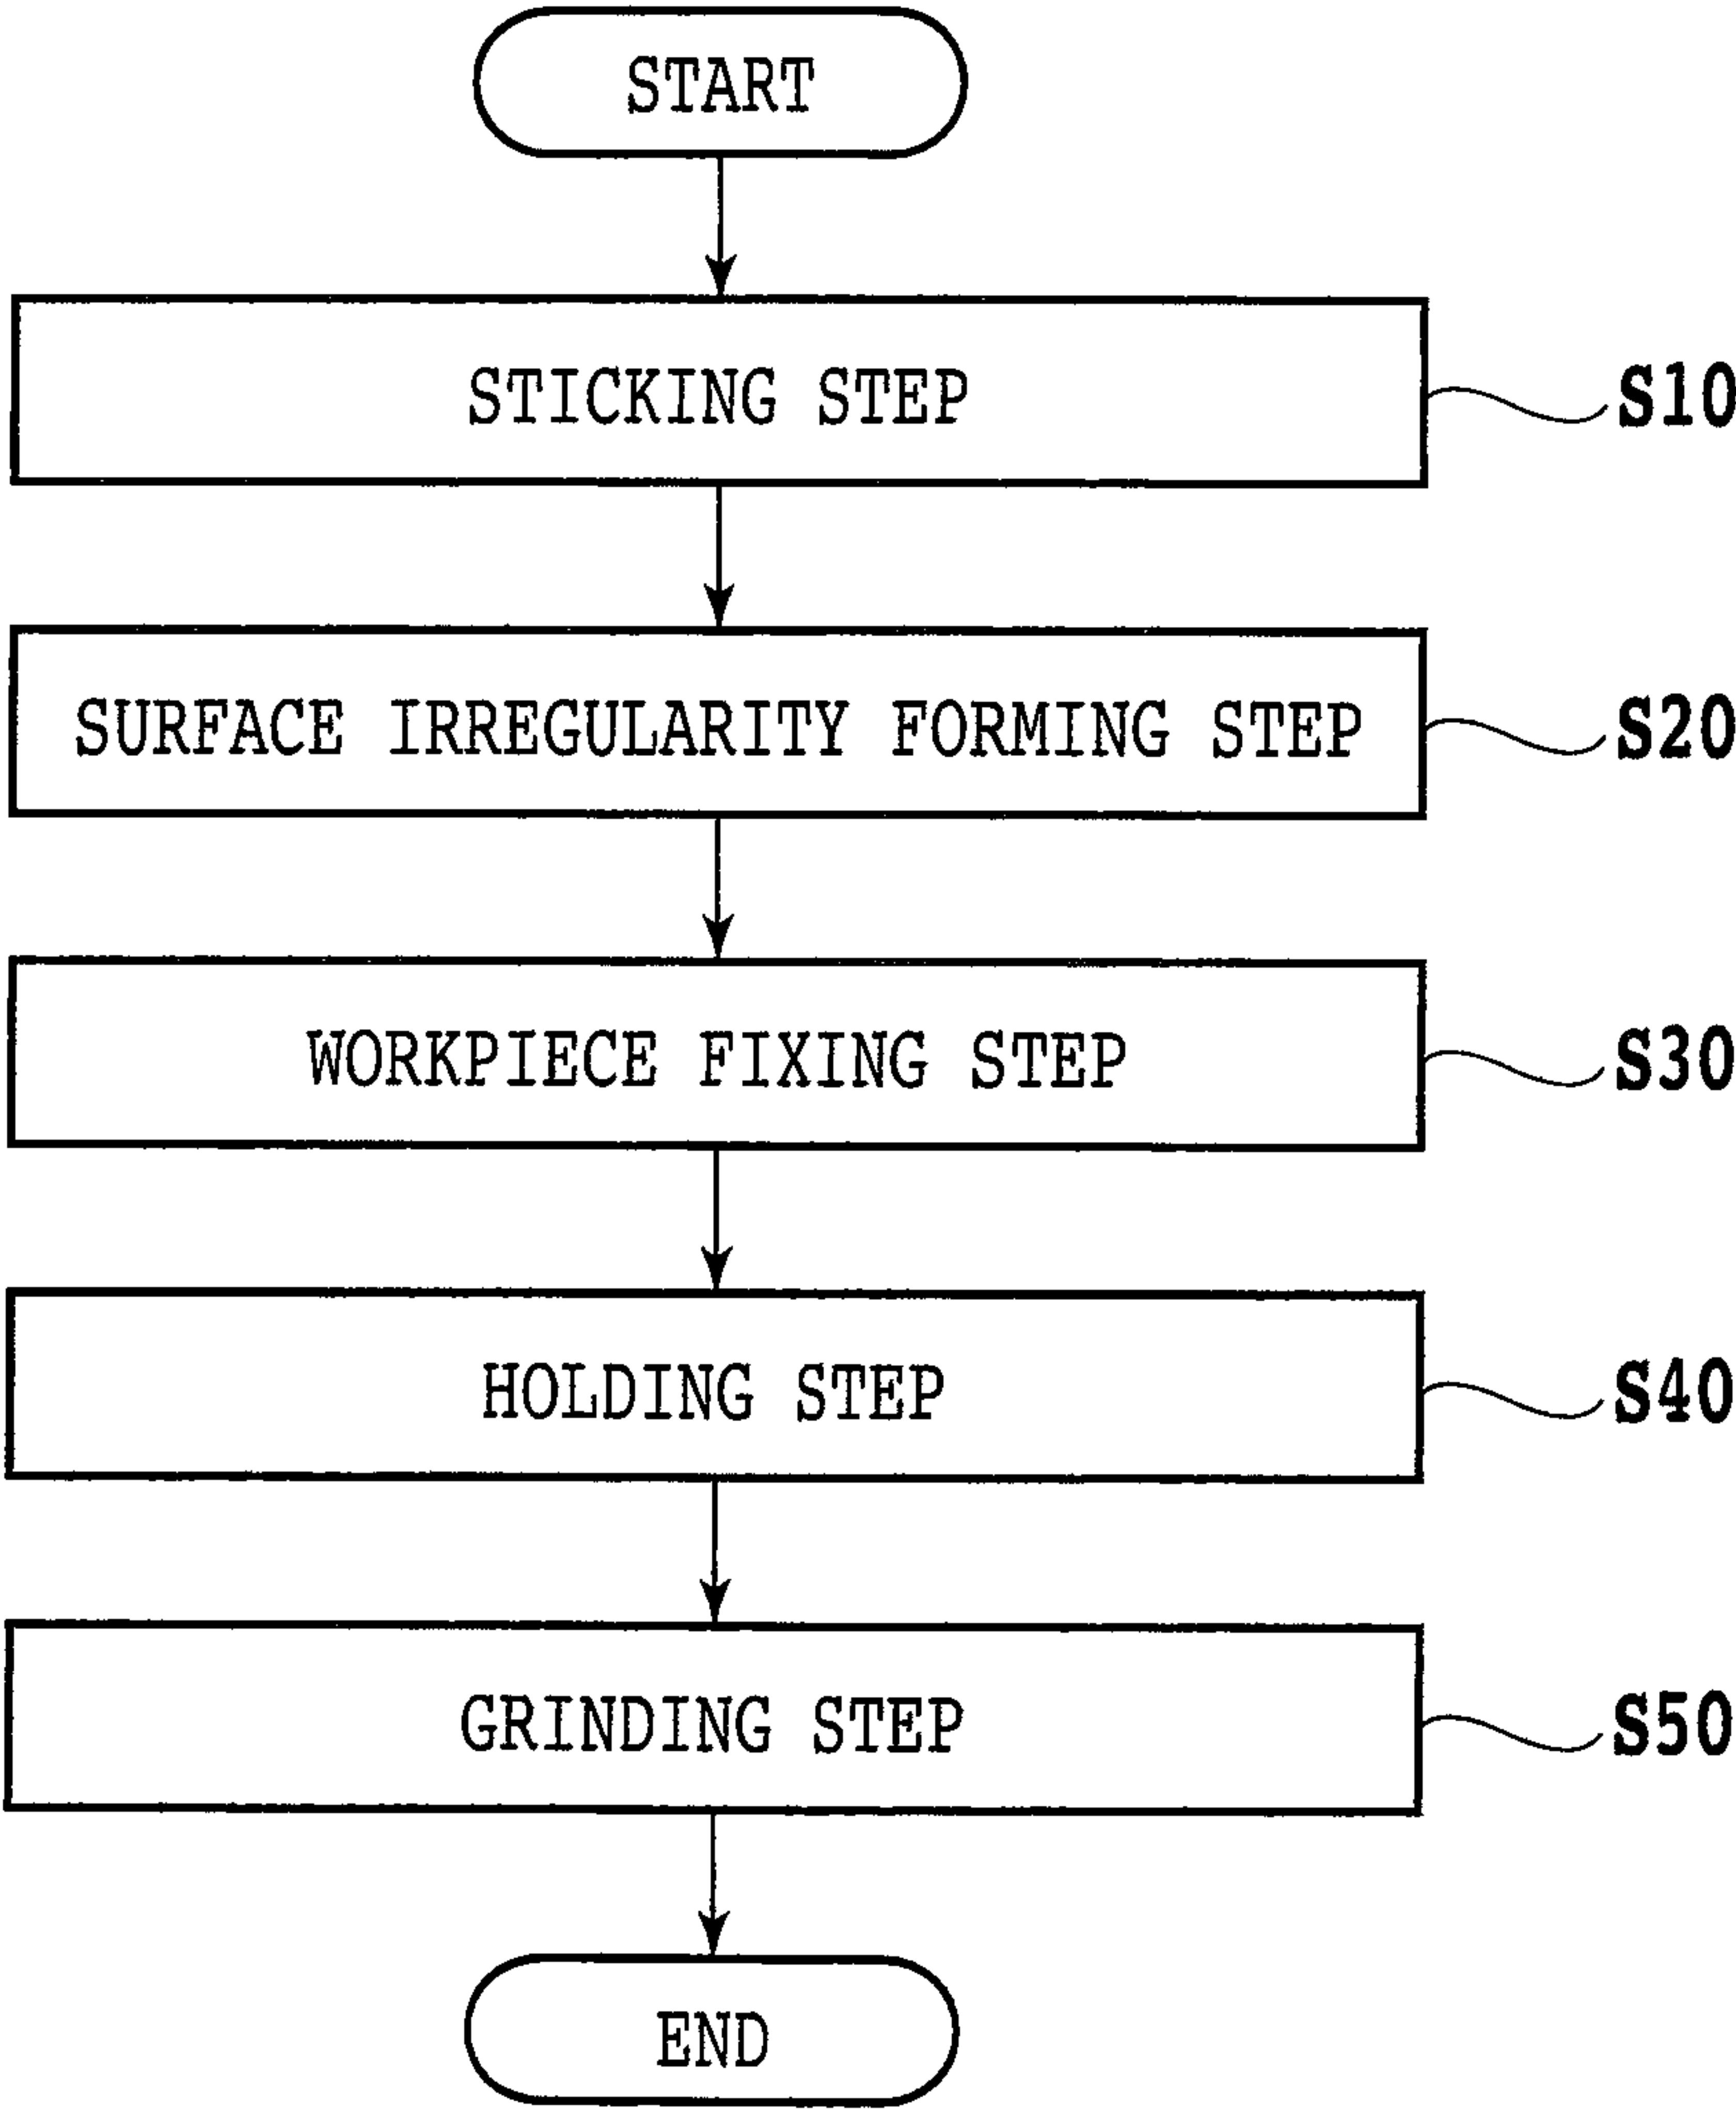 START
STICKING STEP S10
SURFACE IRREGULARITY FORMING STEP S20
WORKPIECE FIXING STEP S30
HOLDING STEP S40
GRINDING STEP S50
END